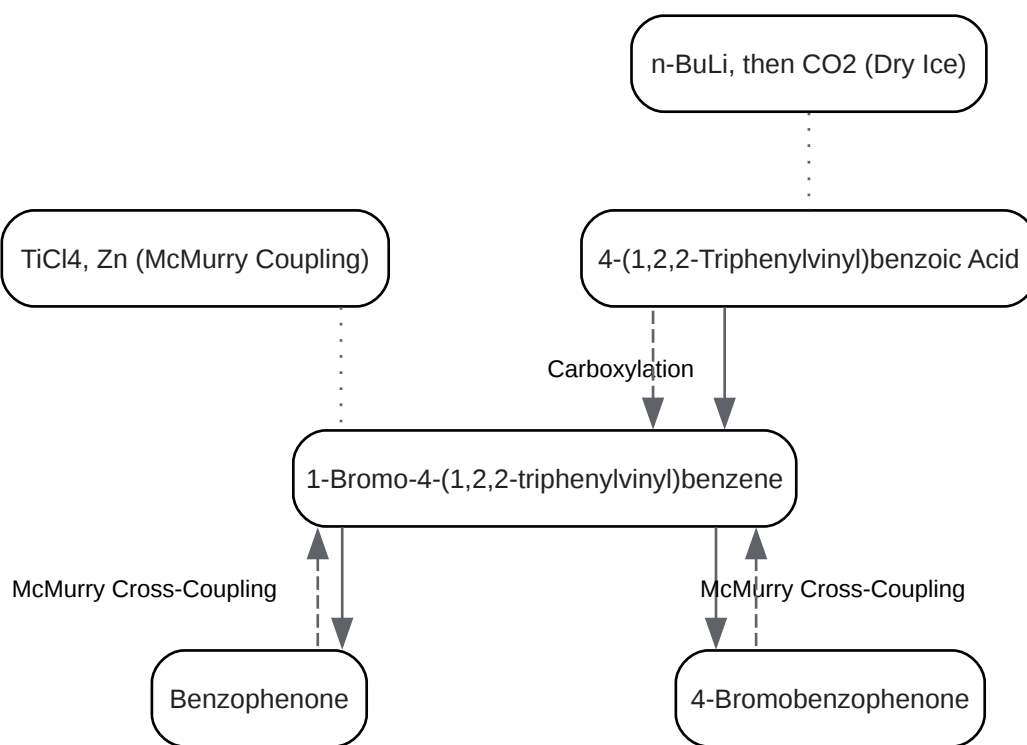 n-BuLi, then CO2 (Dry Ice)
TiCl4, Zn (McMurry Coupling)
4-(1,2,2-Triphenylvinyl)benzoic Acid
Carboxylation
1-Bromo-4-(1,2,2-triphenylvinyl)benzene
McMurry Cross-Coupling
McMurry Cross-Coupling
Benzophenone
4-Bromobenzophenone